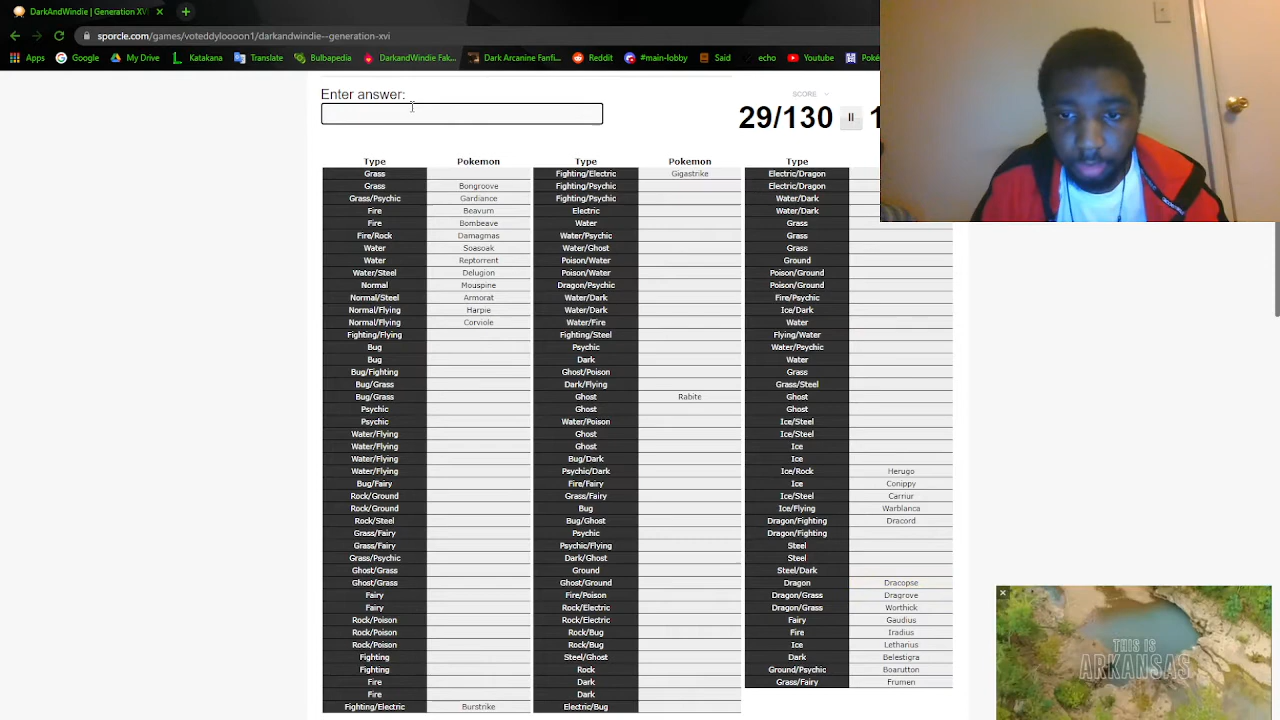 DarkAndWindie | Generation XVI
sporcle.com/games/voteddyloooon1/darkandwindie--generation-xvi
Apps Google My Drive Katakana Translate Bulbapedia DarkandWindie Fak... Dark Arcanine Fanfi... Reddit #main-lobby Said echo Youtube Poké
Enter answer:
SCORE
29/130
Type Pokemon Type Pokemon Type
Grass Fighting/Electric Gigastrike Electric/Dragon
Grass Bongroove Fighting/Psychic Electric/Dragon
Grass/Psychic Gardiance Fighting/Psychic Water/Dark
Fire Beavurn Electric Water/Dark
Fire Bombeave Water Grass
Fire/Rock Damagmas Water/Psychic Grass
Water Soasoak Water/Ghost Grass
Water Reptorrent Poison/Water Ground
Water/Steel Delugion Poison/Water Poison/Ground
Normal Mouspine Dragon/Psychic Poison/Ground
Normal/Steel Armorat Water/Dark Fire/Psychic
Normal/Flying Harpie Water/Dark Ice/Dark
Normal/Flying Corviole Water/Fire Water
Fighting/Flying Fighting/Steel Flying/Water
Bug Psychic Water/Psychic
Bug Dark Water
Bug/Fighting Ghost/Poison Grass
Bug/Grass Dark/Flying Grass/Steel
Bug/Grass Ghost Rabite Ghost
Psychic Ghost Ghost
Psychic Water/Poison Ice/Steel
Water/Flying Ghost Ice/Steel
Water/Flying Ghost Ice
Water/Flying Bug/Dark Ice
Water/Flying Psychic/Dark Ice/Rock Herugo
Bug/Fairy Fire/Fairy Ice Conippy
Rock/Ground Grass/Fairy Ice/Steel Carriur
Rock/Ground Bug Ice/Flying Warblanca
Rock/Steel Bug/Ghost Dragon/Fighting Dracord
Grass/Fairy Psychic Dragon/Fighting
Grass/Fairy Psychic/Flying Steel
Grass/Psychic Dark/Ghost Steel
Ghost/Grass Ground Steel/Dark
Ghost/Grass Ghost/Ground Dragon Dracopse
Fairy Fire/Poison Dragon/Grass Dragrove
Fairy Rock/Electric Dragon/Grass Worthick
Rock/Poison Rock/Electric Fairy Gaudius
Rock/Poison Rock/Bug Fire Iradius
Rock/Poison Steel/Ghost Ice Letharius
Fighting Rock Dark Belestigra
Fighting Dark Ground/Psychic Boarutton
Fire Dark Grass/Fairy Frumen
Fire Dark
Fighting/Electric Burstrike Electric/Bug
THIS IS
ARKANSAS